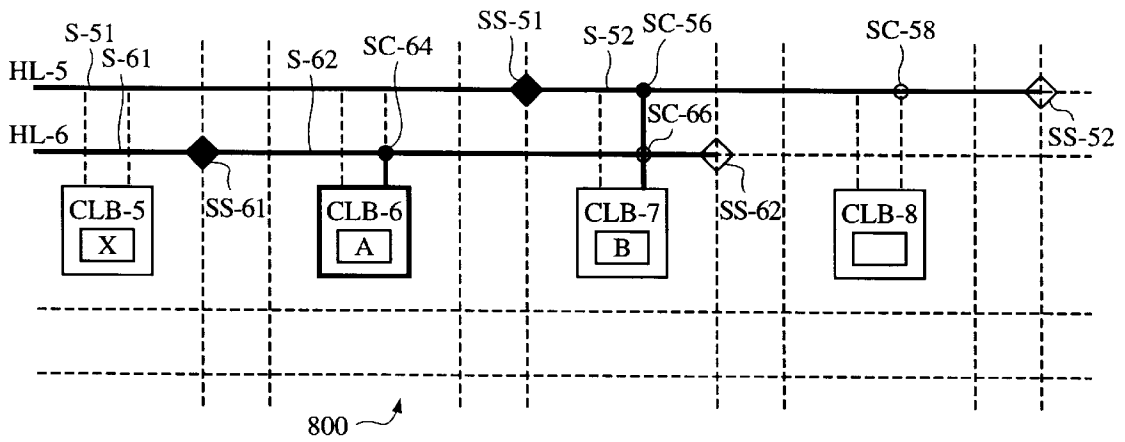 SS-51 SC-56 SC-58
S-51 S-61 S-62 SC-64 S-52
HL-5
HL-6 SC-66 SS-52
SS-61 SS-62
CLB-5 CLB-6 CLB-7 CLB-8
X A B
800